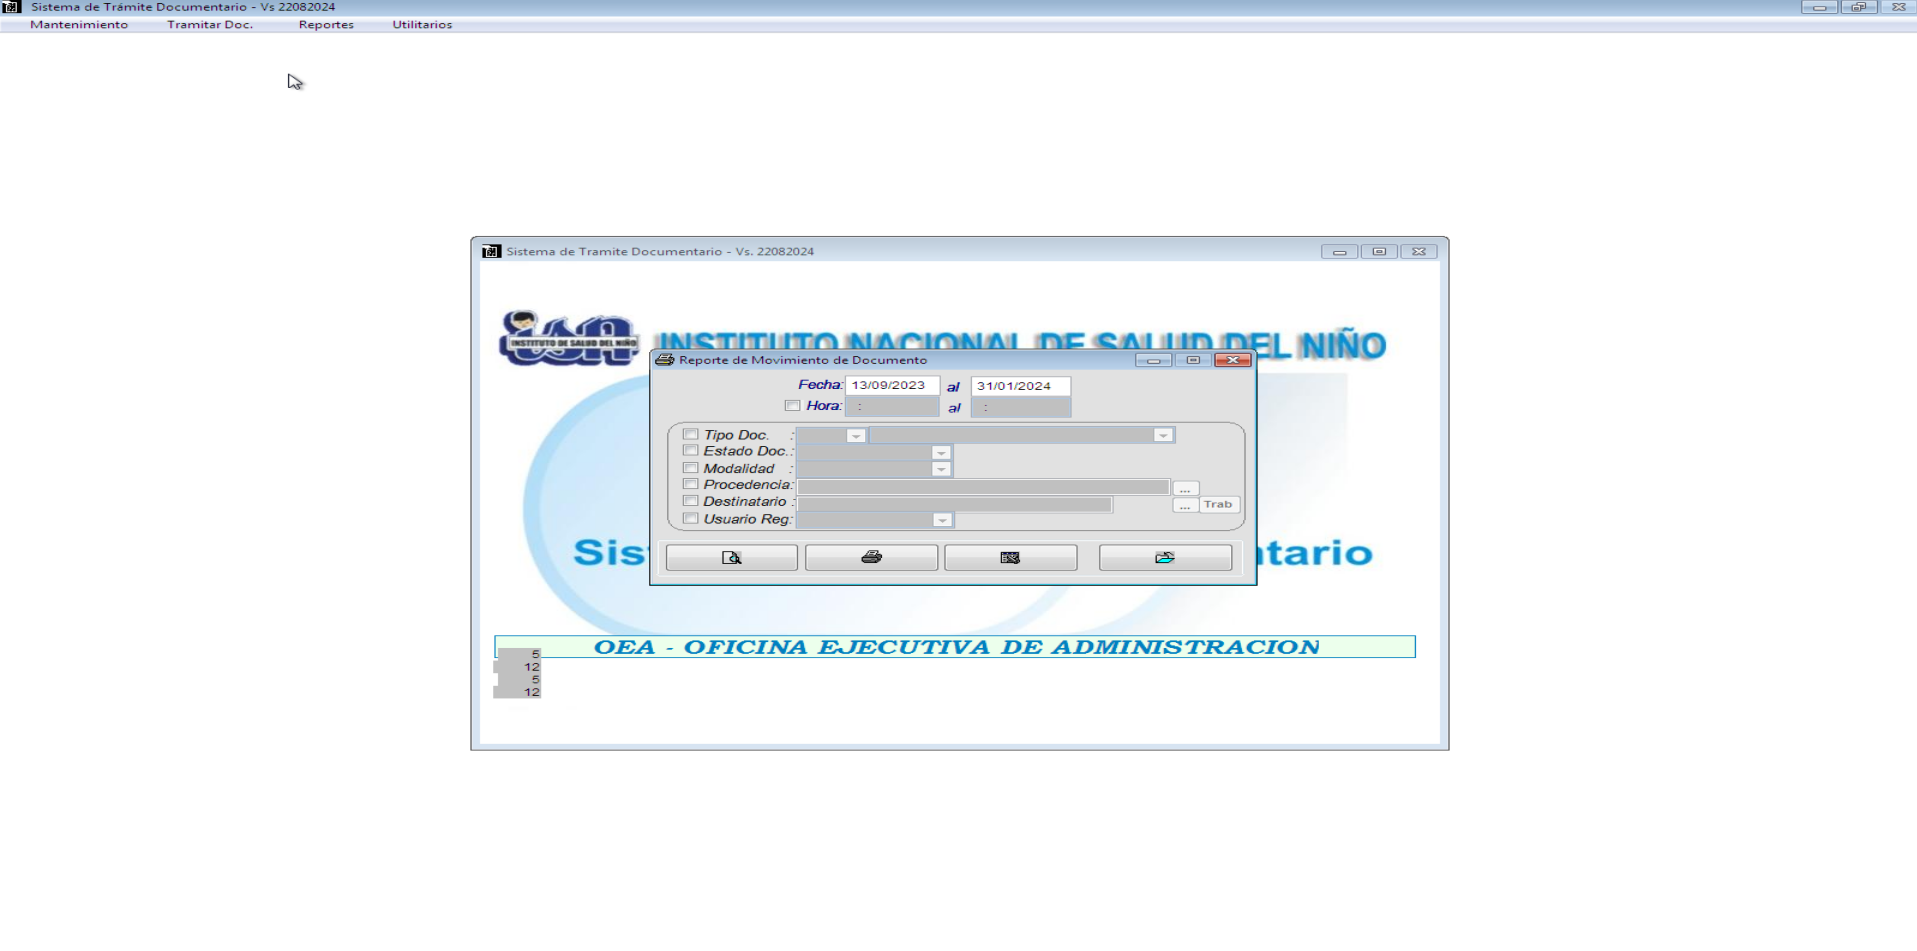 Sistema de Trámite Documentario - Vs 22082024
Mantenimiento Tramitar Doc. Reportes Utilitarios
Sistema de Tramite Documentario - Vs. 22082024
INSTITUTO DE SALUD DEL NIÑO
INSTITUTO NACIONAL DE SALUD DEL NIÑO
Reporte de Movimiento de Documento
Fecha: 13/09/2023 al 31/01/2024
Hora: : al :
Tipo Doc. :
Estado Doc.:
Modalidad :
Procedencia: ...
Destinatario : ... Trab
Usuario Reg:
Sis ntario
OEA - OFICINA EJECUTIVA DE ADMINISTRACION
5
12
5
12